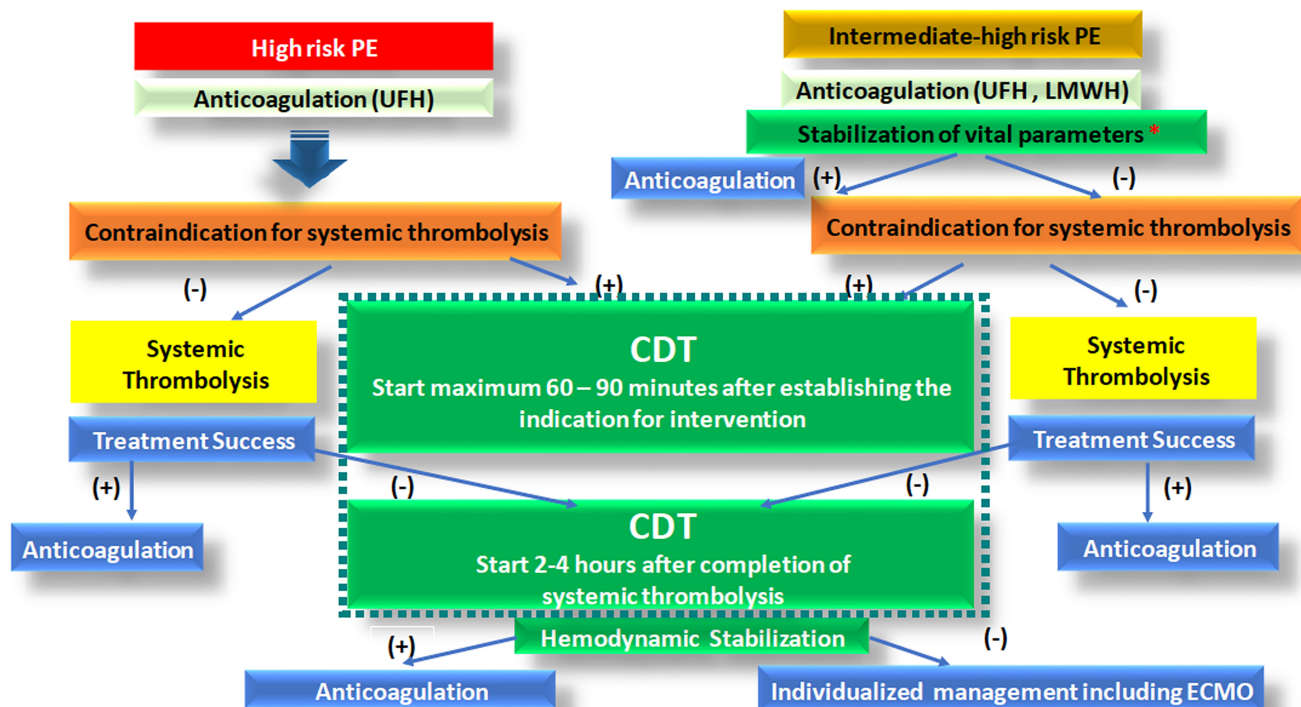 High risk PE
Anticoagulation (UFH)
Intermediate-high risk PE
Anticoagulation (UFH , LMWH)
Stabilization of vital parameters *
Anticoagulation
(+)
(-)
Contraindication for systemic thrombolysis
Contraindication for systemic thrombolysis
(-)
(+)
(+)
(-)
Systemic
Thrombolysis
CDT
Start maximum 60 – 90 minutes after establishing the
indication for intervention
Systemic
Thrombolysis
Treatment Success
Treatment Success
(+)
(-)
(-)
(+)
Anticoagulation
CDT
Start 2-4 hours after completion of
systemic thrombolysis
Anticoagulation
Hemodynamic Stabilization
(+)
(-)
Anticoagulation
Individualized management including ECMO